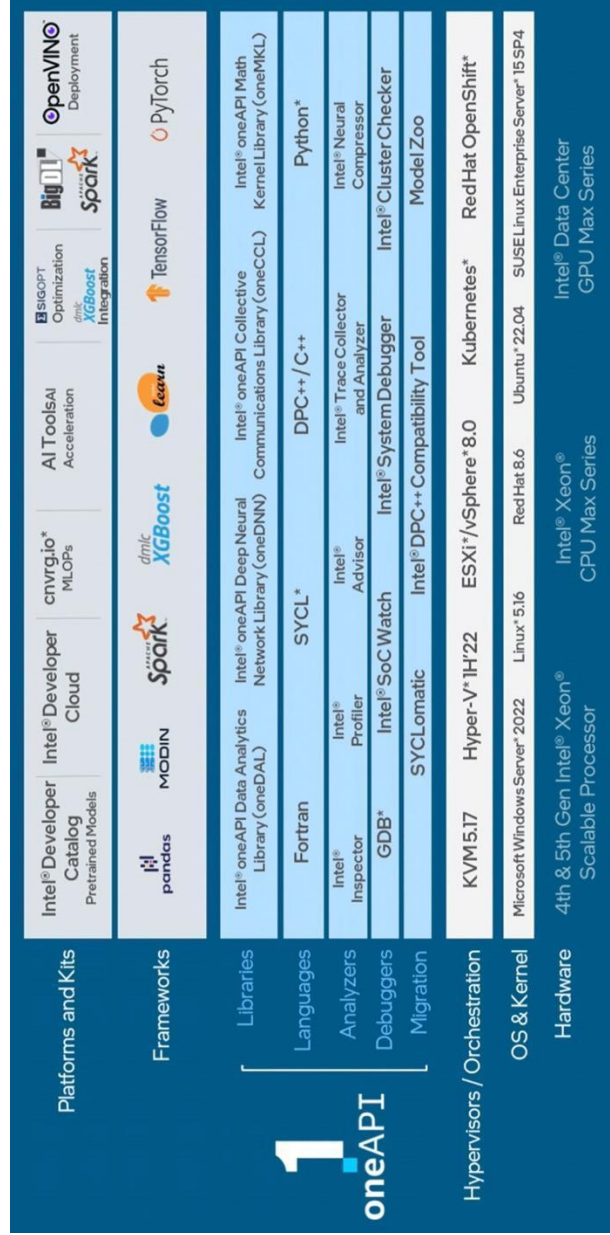 Platforms and Kits
Intel® Developer
Catalog
Pretrained Models
Intel® Developer
Cloud
cnvrg.io*
MLOPs
AI ToolsAI
Acceleration
SIGOPT
Optimization
dmlc
XGBoost
Integration
BigDL
APACHE
Spark
OpenVINO
Deployment
Frameworks
pandas
MODIN
APACHE
Spark
dmlc
XGBoost
learn
TensorFlow
PyTorch
oneAPI
Libraries
Intel® oneAPI Data Analytics
Library (oneDAL)
Intel® oneAPI Deep Neural
Network Library (oneDNN)
Intel® oneAPI Collective
Communications Library (oneCCL)
Intel® oneAPI Math
Kernel Library (oneMKL)
Languages
Fortran
SYCL*
DPC++ / C++
Python*
Analyzers
Intel®
Inspector
Intel®
Profiler
Intel®
Advisor
Intel® Trace Collector
and Analyzer
Intel® Neural
Compressor
Debuggers
GDB*
Intel® SoC Watch
Intel® System Debugger
Intel® Cluster Checker
Migration
SYCLomatic
Intel® DPC++ Compatibility Tool
Model Zoo
Hypervisors / Orchestration
KVM 5.17
Hyper-V* 1H'22
ESXi*/vSphere* 8.0
Kubernetes*
RedHat OpenShift*
OS & Kernel
Microsoft Windows Server* 2022
Linux* 5.16
Red Hat 8.6
Ubuntu* 22.04
SUSE Linux Enterprise Server* 15 SP4
Hardware
4th & 5th Gen Intel® Xeon®
Scalable Processor
Intel® Xeon®
CPU Max Series
Intel® Data Center
GPU Max Series